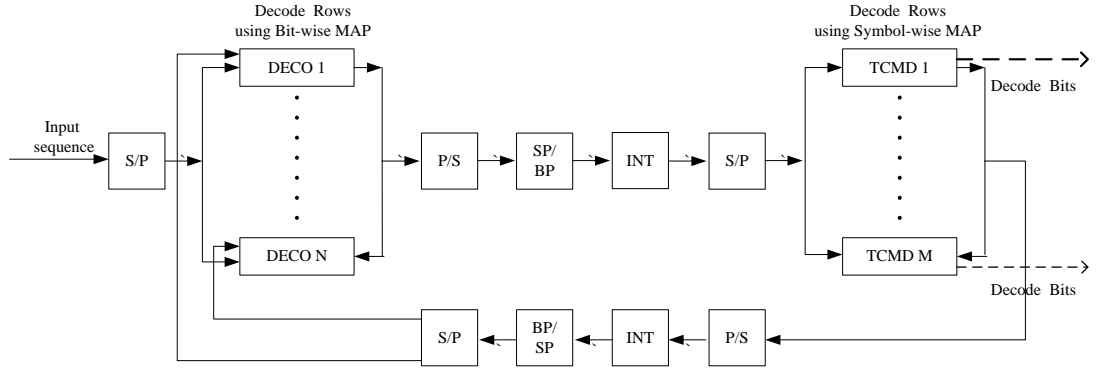 Decode Rows
using Bit-wise MAP
Decode Rows
using Symbol-wise MAP
DECO 1
TCMD 1
Decode Bits
Input
sequence
S/P
P/S
SP/
BP
INT
S/P
DECO N
TCMD M
Decode Bits
S/P
BP/
SP
INT
P/S